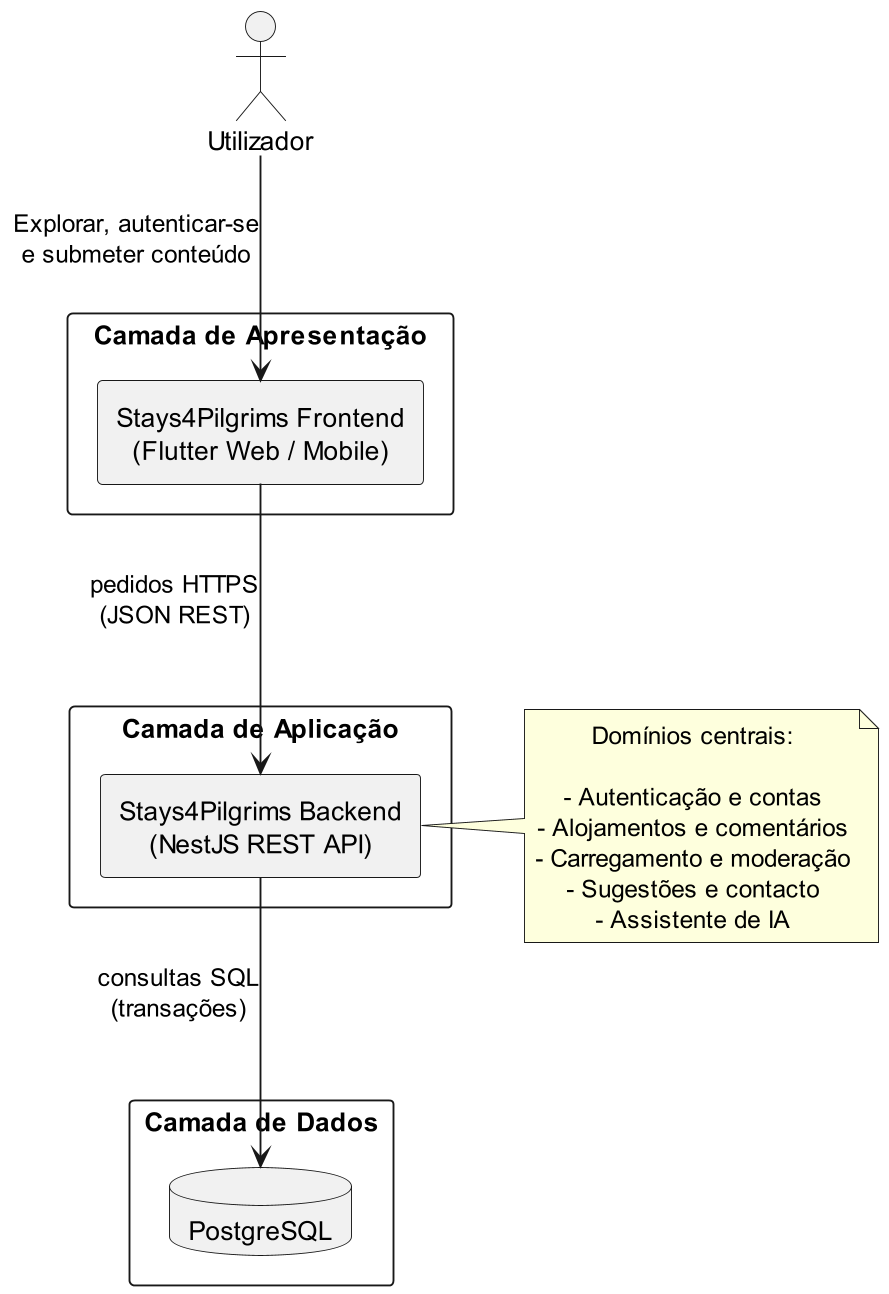 Utilizador
Explorar, autenticar-se
e submeter conteúdo
Camada de Apresentação
Stays4Pilgrims Frontend
(Flutter Web / Mobile)
pedidos HTTPS
(JSON REST)
Camada de Aplicação
Stays4Pilgrims Backend
(NestJS REST API)
Domínios centrais:
- Autenticação e contas
- Alojamentos e comentários
- Carregamento e moderação
- Sugestões e contacto
- Assistente de IA
consultas SQL
(transações)
Camada de Dados
PostgreSQL